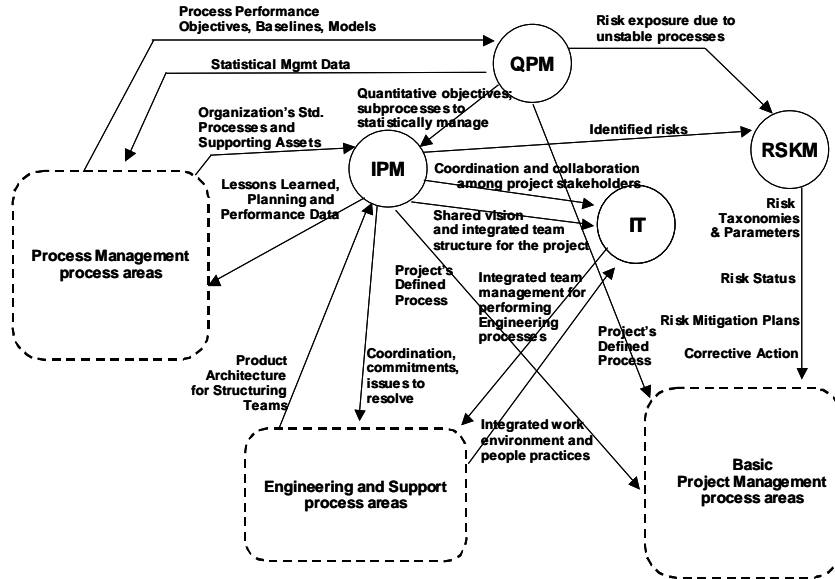 Process Performance
Objectives, Baselines, Models
Risk exposure due to
unstable processes
QPM
Statistical Mgmt Data
Quantitative objectives;
subprocesses to
statistically manage
Organization's Std.
Processes and
Supporting Assets
Identified risks
RSKM
IPM
Coordination and collaboration
among project stakeholders
Lessons Learned,
Planning and
Performance Data
Shared vision
and integrated team
structure for the project
IT
Risk
Taxonomies
& Parameters
Process Management
process areas
Project's
Defined
Process
Integrated team
management for
performing
Engineering
processes
Risk Status
Risk Mitigation Plans
Project's
Defined
Process
Corrective Action
Product
Architecture
for Structuring
Teams
Coordination,
commitments,
issues to
resolve
Integrated work
environment and
people practices
Engineering and Support
process areas
Basic
Project Management
process areas